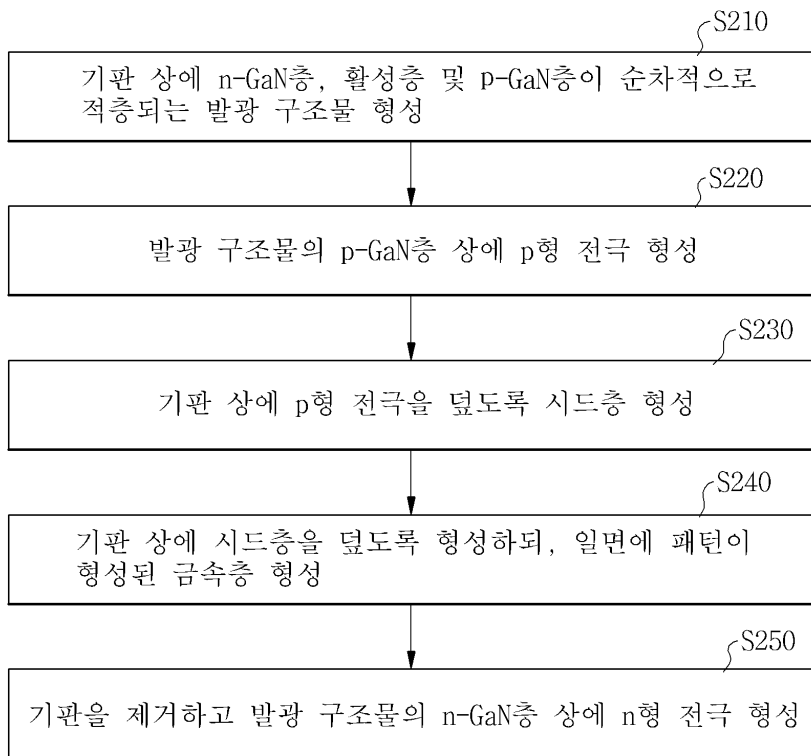 S210
기판 상에 n-GaN층, 활성층 및 p-GaN층이 순차적으로
적층되는 발광 구조물 형성
S220
발광 구조물의 p-GaN층 상에 p형 전극 형성
S230
기판 상에 p형 전극을 덮도록 시드층 형성
S240
기판 상에 시드층을 덮도록 형성하되, 일면에 패턴이
형성된 금속층 형성
S250
기판을 제거하고 발광 구조물의 n-GaN층 상에 n형 전극 형성